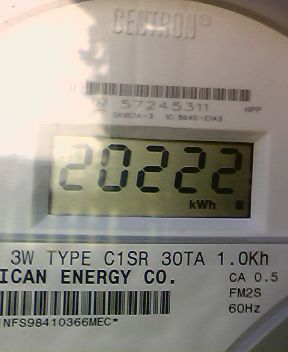 CENTRON®
57245311
HPP
20222
kWh
3W TYPE C1SR 30TA 1.0Kh
ICAN ENERGY CO.
CA 0.5
FM2S
60Hz
NFS98410366MEC*